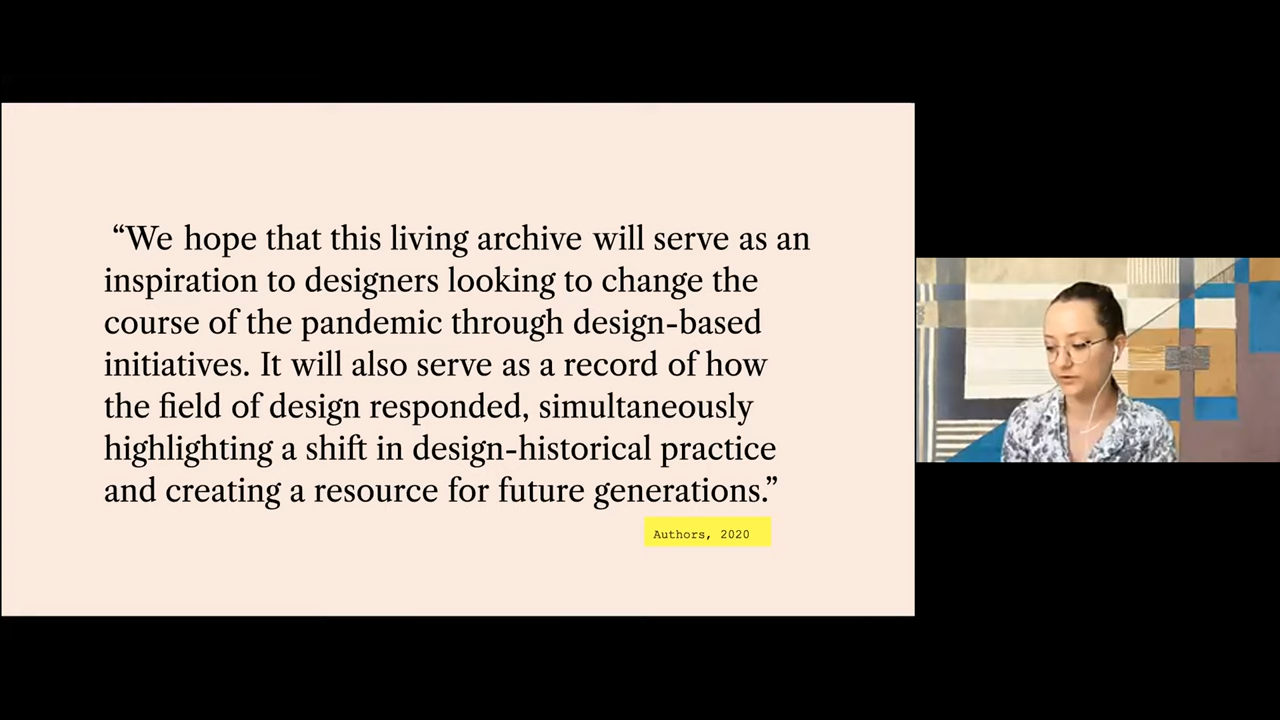 “We hope that this living archive will serve as an
inspiration to designers looking to change the
course of the pandemic through design-based
initiatives. It will also serve as a record of how
the field of design responded, simultaneously
highlighting a shift in design-historical practice
and creating a resource for future generations.”
Authors, 2020